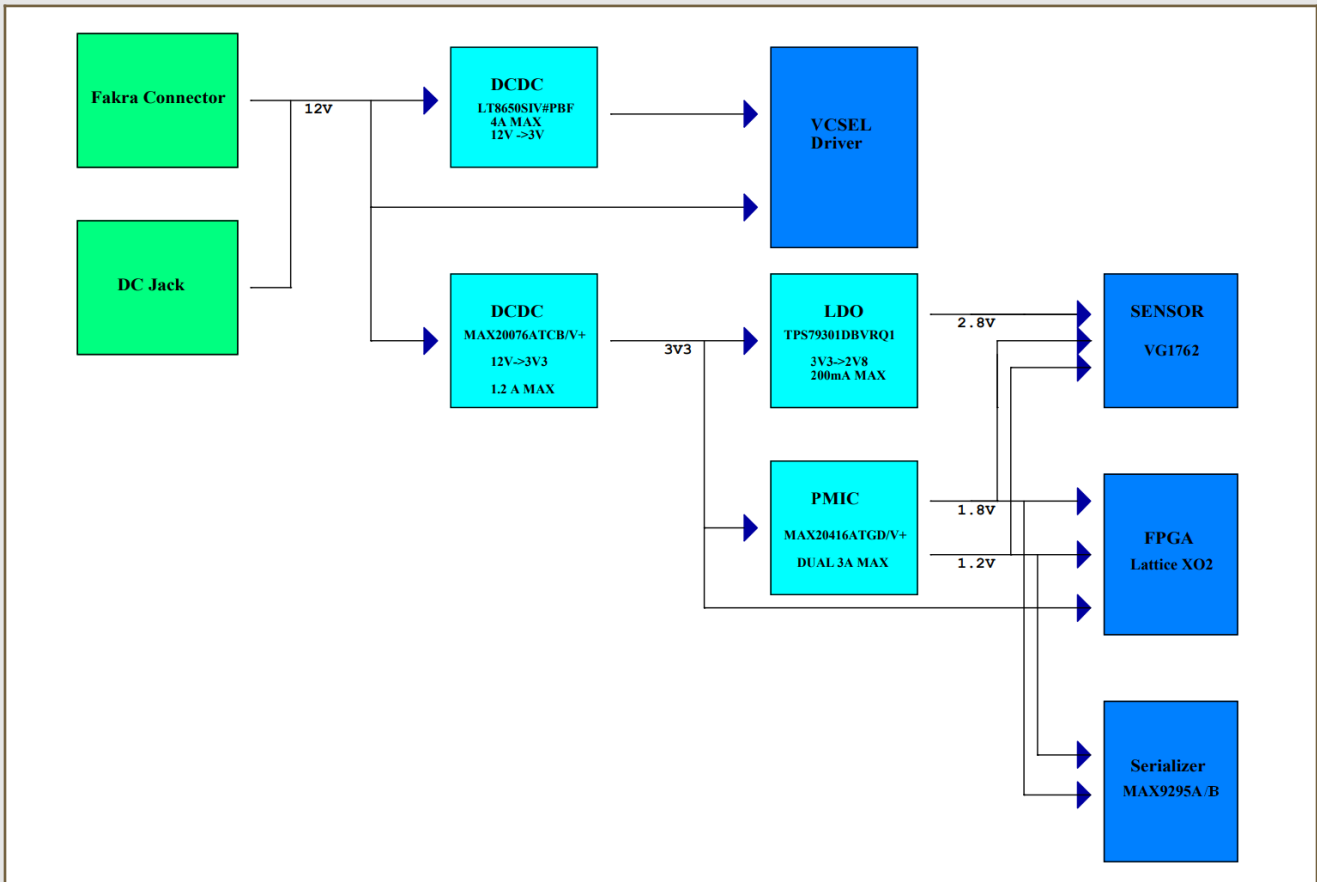 Fakra Connector
12V
DCDC
LT8650SIV#PBF
4A MAX
12V ->3V
VCSEL
Driver
DC Jack
DCDC
MAX20076ATCB/V+
12V->3V3
1.2 A MAX
3V3
LDO
TPS79301DBVRQ1
3V3->2V8
200mA MAX
2.8V
SENSOR
VG1762
PMIC
MAX20416ATGD/V+
DUAL 3A MAX
1.8V
1.2V
FPGA
Lattice XO2
Serializer
MAX9295A/B